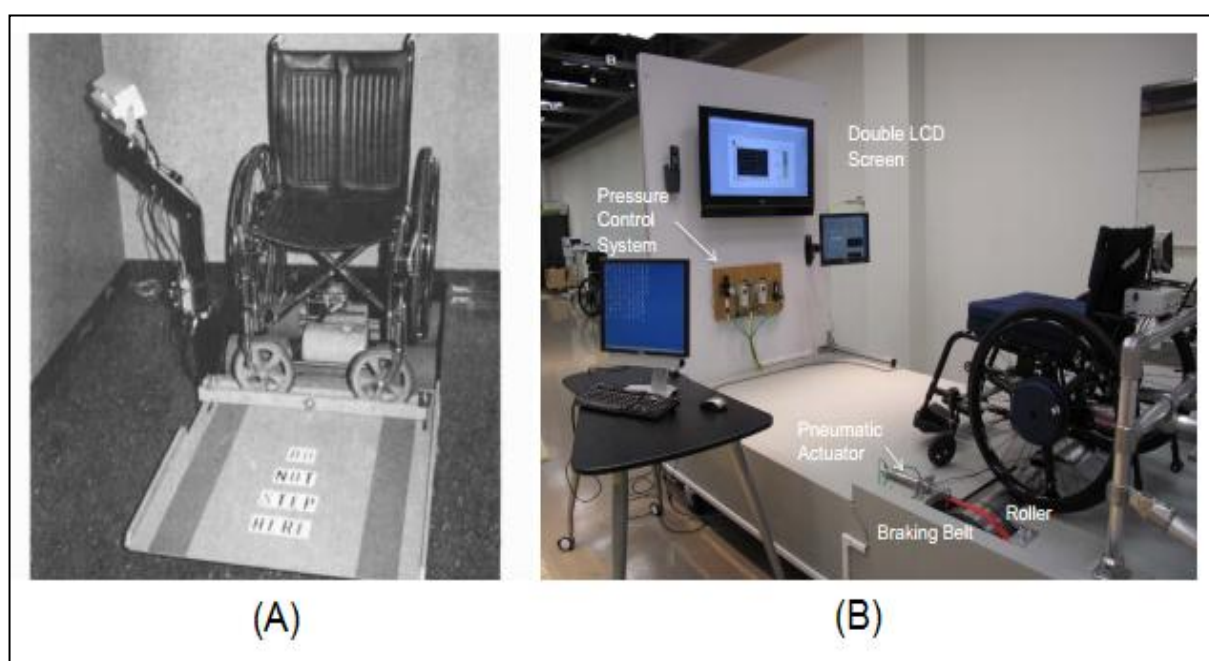 DO
NOT
STEP
HERE
Double LCD
Screen
Pressure
Control
System
Pneumatic
Actuator
Roller
Braking Belt
(A)
(B)